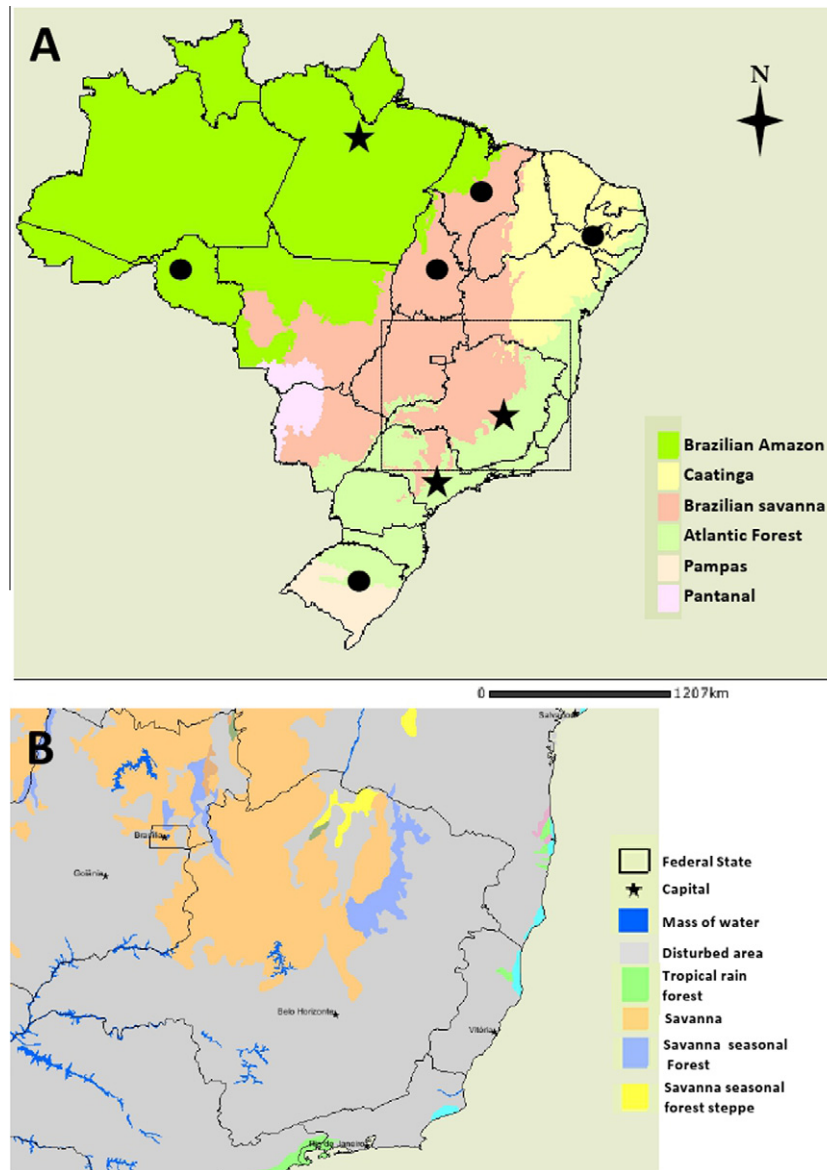 A
N
Brazilian Amazon
Caatinga
Brazilian savanna
Atlantic Forest
Pampas
Pantanal
0 1207km
B
Salvador
Brasília
Goiânia
Belo Horizonte
Vitória
Rio de Janeiro
Federal State
Capital
Mass of water
Disturbed area
Tropical rain
forest
Savanna
Savanna seasonal
Forest
Savanna seasonal
forest steppe